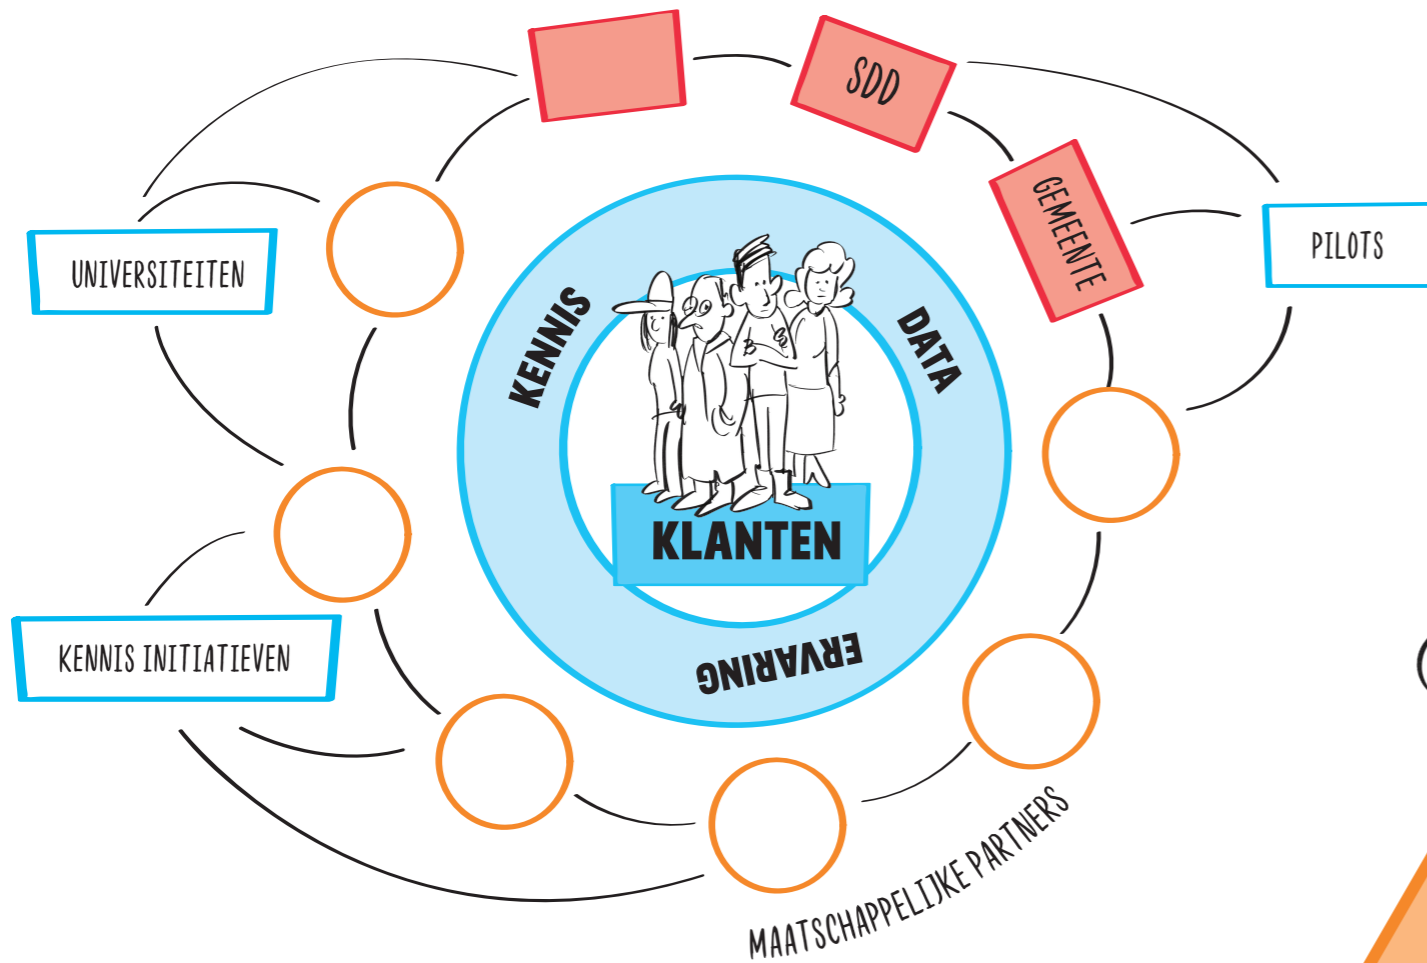 SDD
GEMEENTE
UNIVERSITEITEN
PILOTS
KENNIS
DATA
KLANTEN
ERVARING
KENNIS INITIATIEVEN
MAATSCHAPPELIJKE PARTNERS